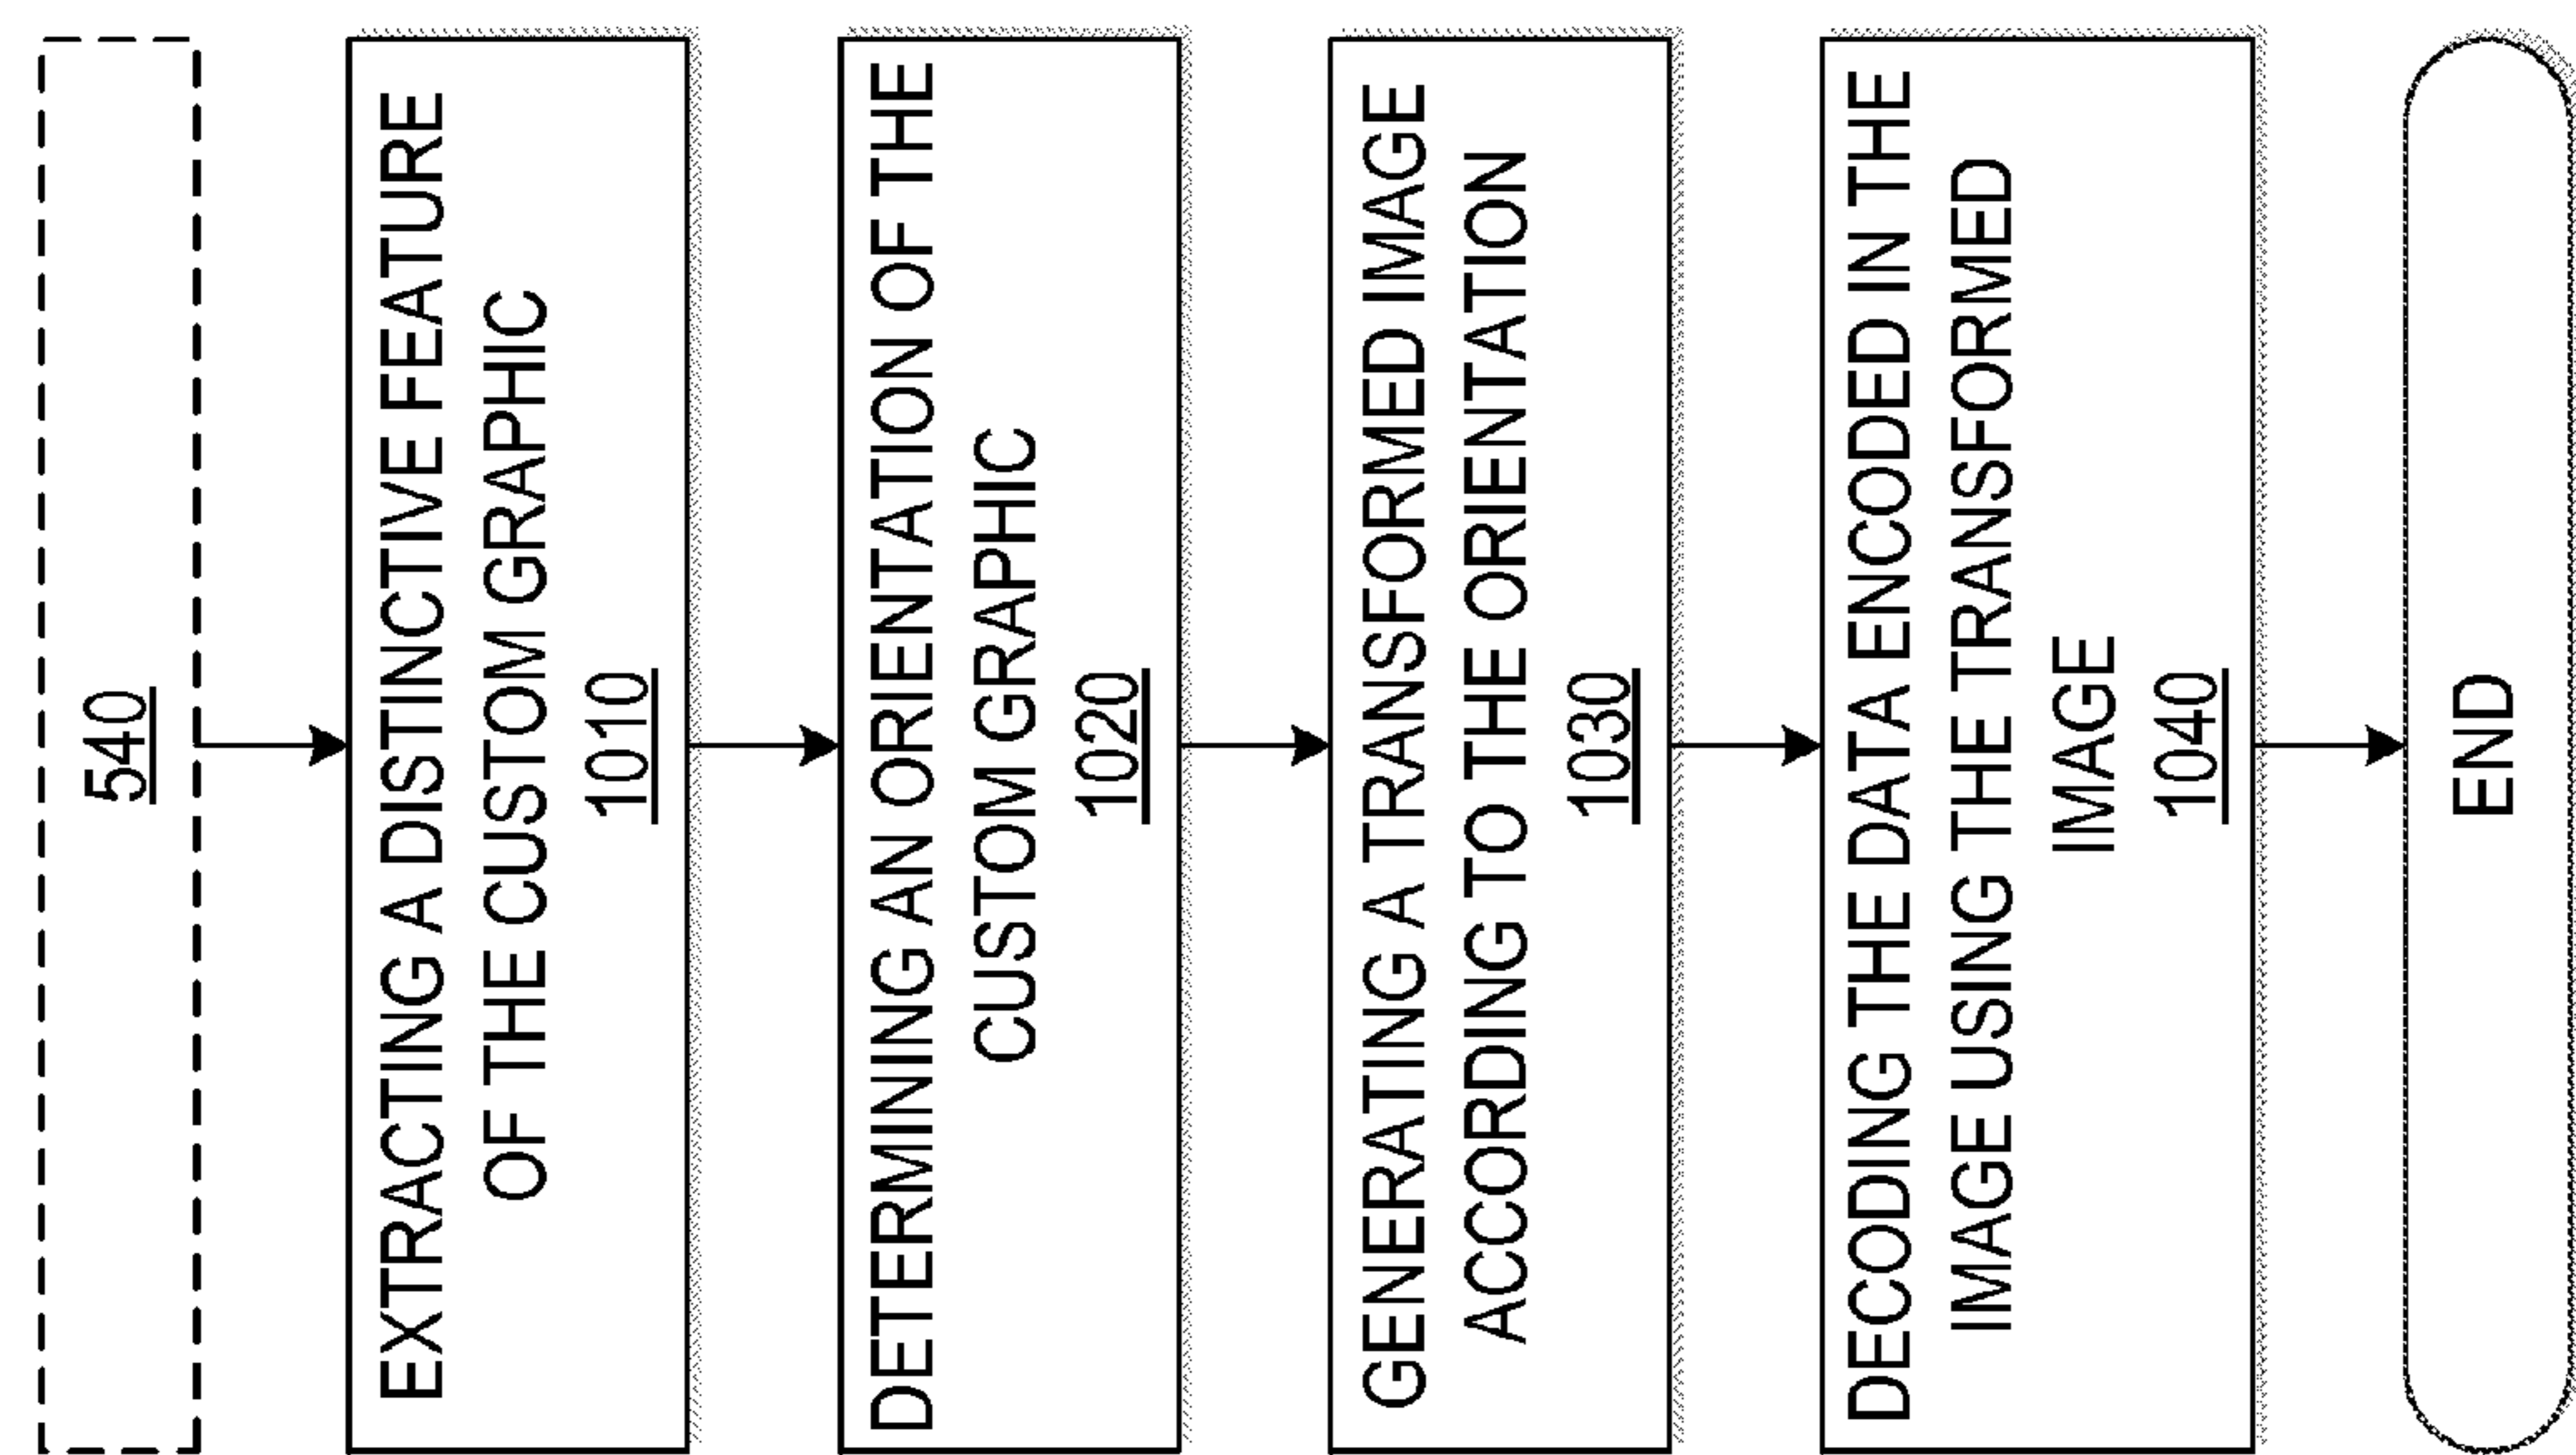 540
EXTRACTING A DISTINCTIVE FEATURE
OF THE CUSTOM GRAPHIC
1010
DETERMINING AN ORIENTATION OF THE
CUSTOM GRAPHIC
1020
GENERATING A TRANSFORMED IMAGE
ACCORDING TO THE ORIENTATION
1030
DECODING THE DATA ENCODED IN THE
IMAGE USING THE TRANSFORMED
IMAGE
1040
END